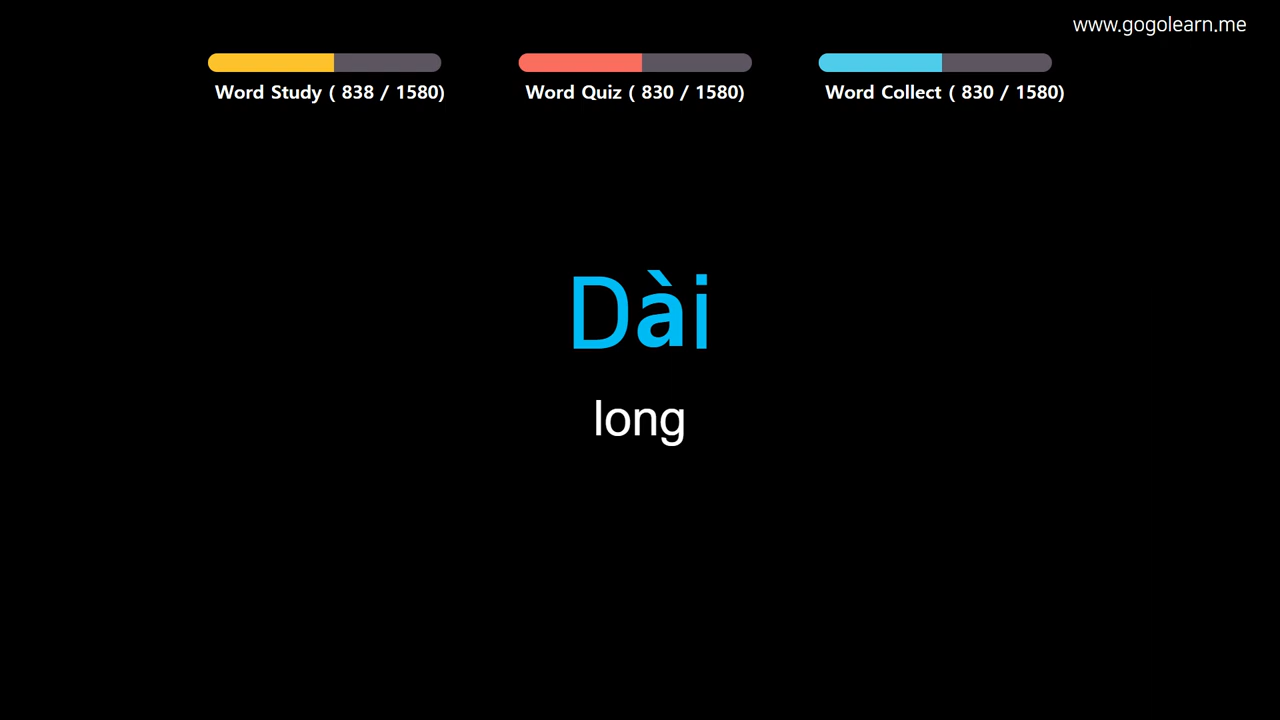 www.gogolearn.me
Word Study ( 838 / 1580)
Word Quiz ( 830 / 1580)
Word Collect ( 830 / 1580)
Dài
long